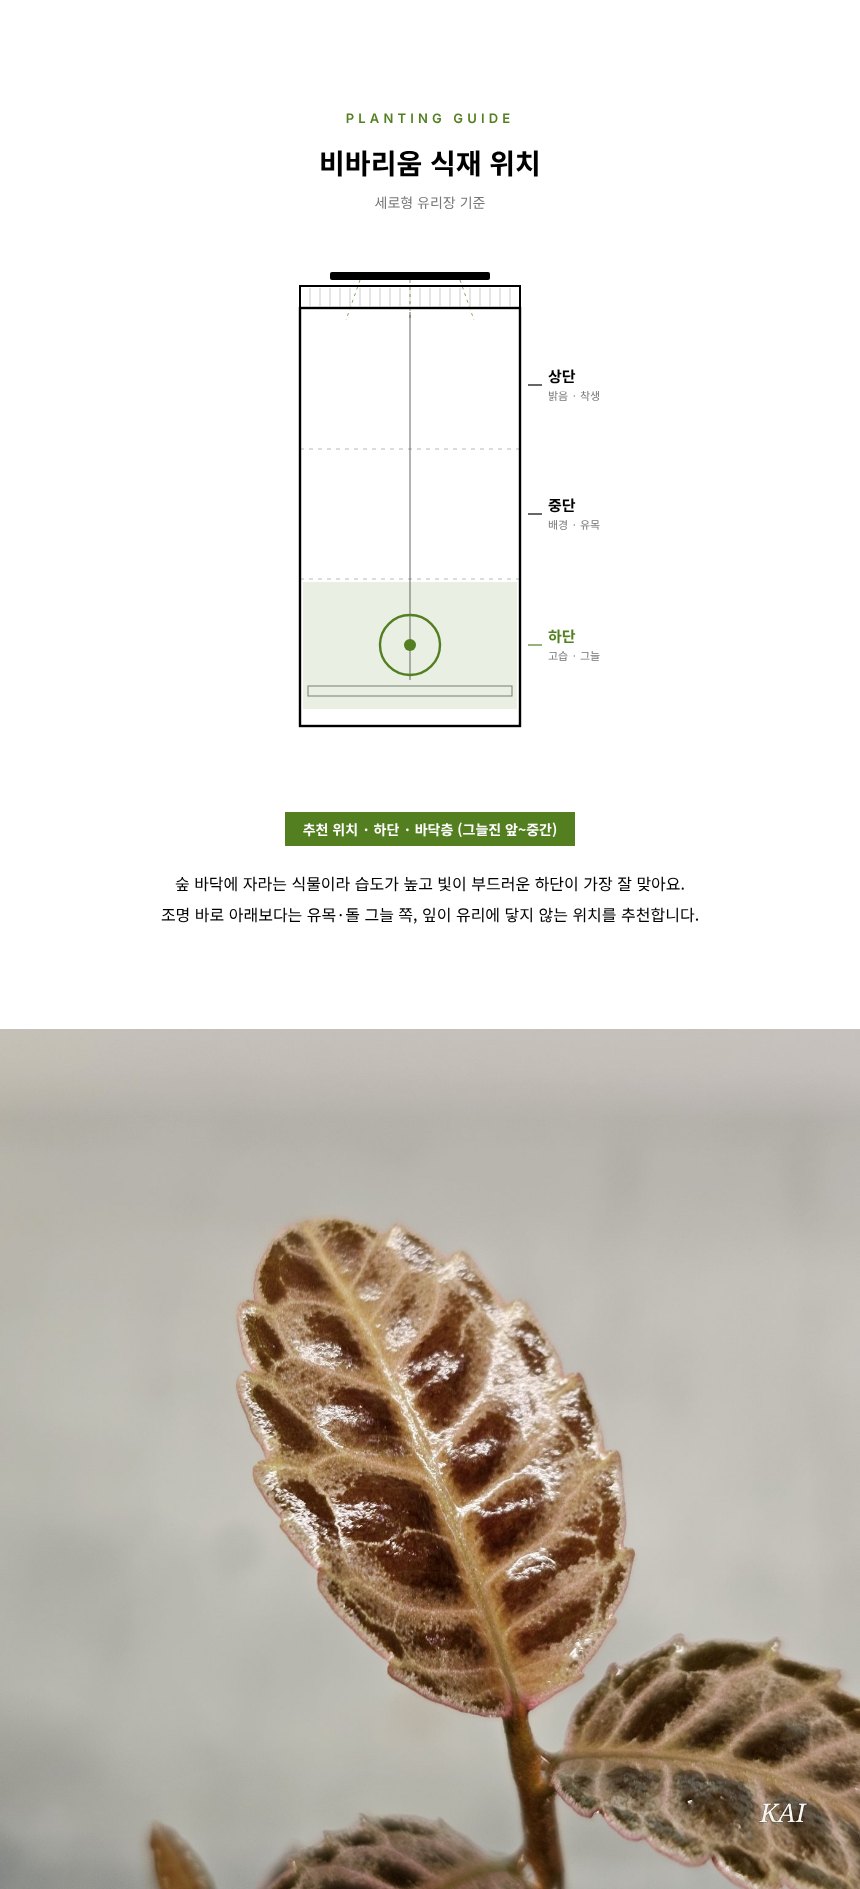 PLANTING GUIDE
비바리움 식재 위치
세로형 유리장 기준
상단
밝음 · 착생
중단
배경 · 유목
하단
고습 · 그늘
추천 위치 · 하단 · 바닥층 (그늘진 앞~중간)
숲 바닥에 자라는 식물이라 습도가 높고 빛이 부드러운 하단이 가장 잘 맞아요.
조명 바로 아래보다는 유목·돌 그늘 쪽, 잎이 유리에 닿지 않는 위치를 추천합니다.
KAI